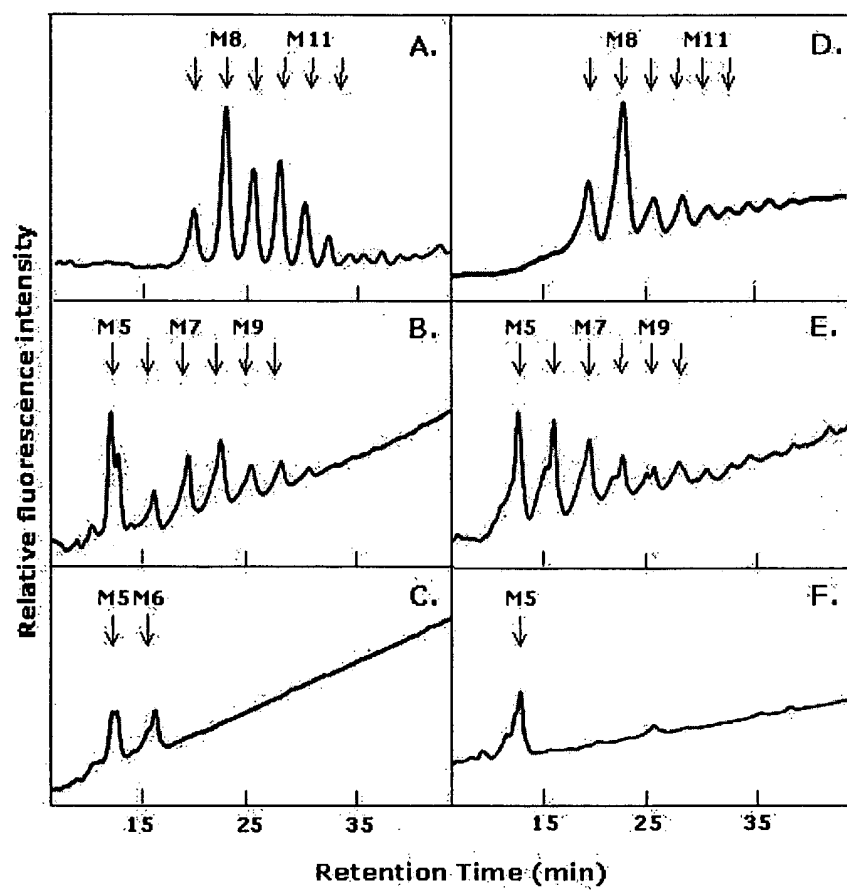 M8 M11 A.
M8 M11 D.
M5 M7 M9 B.
M5 M7 M9 E.
M5 M6 C.
M5 F.
Relative fluorescence intensity
15 25 35 15 25 35
Retention Time (min)